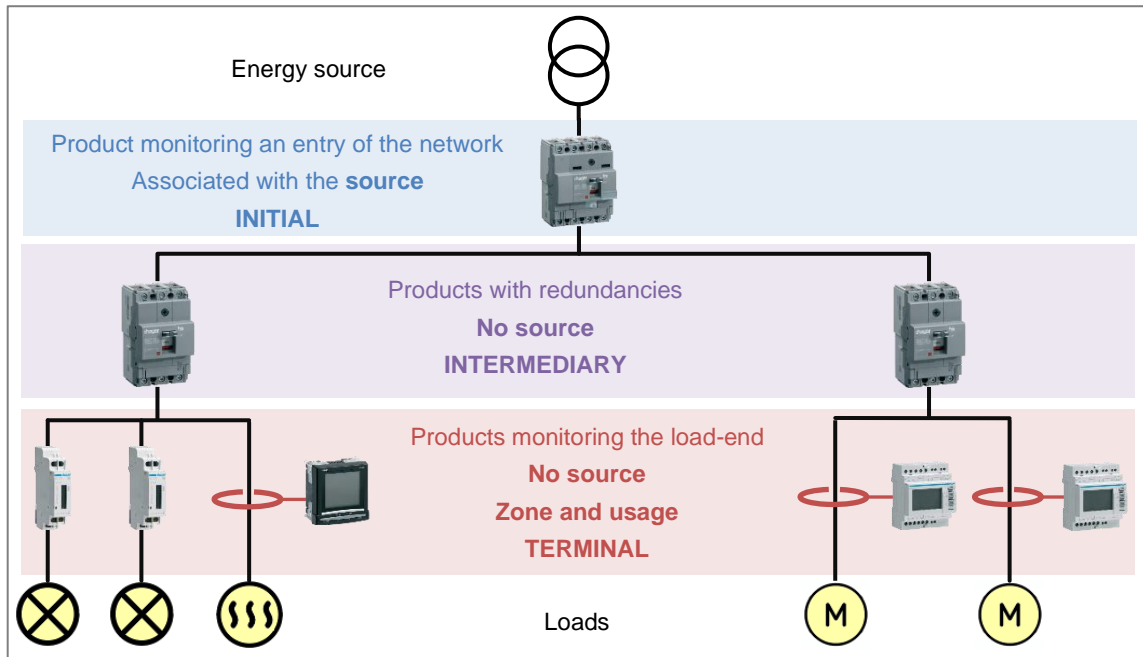 Energy source
Product monitoring an entry of the network
Associated with the source
INITIAL
Products with redundancies
No source
INTERMEDIARY
Products monitoring the load-end
No source
Zone and usage
TERMINAL
M
M
Loads